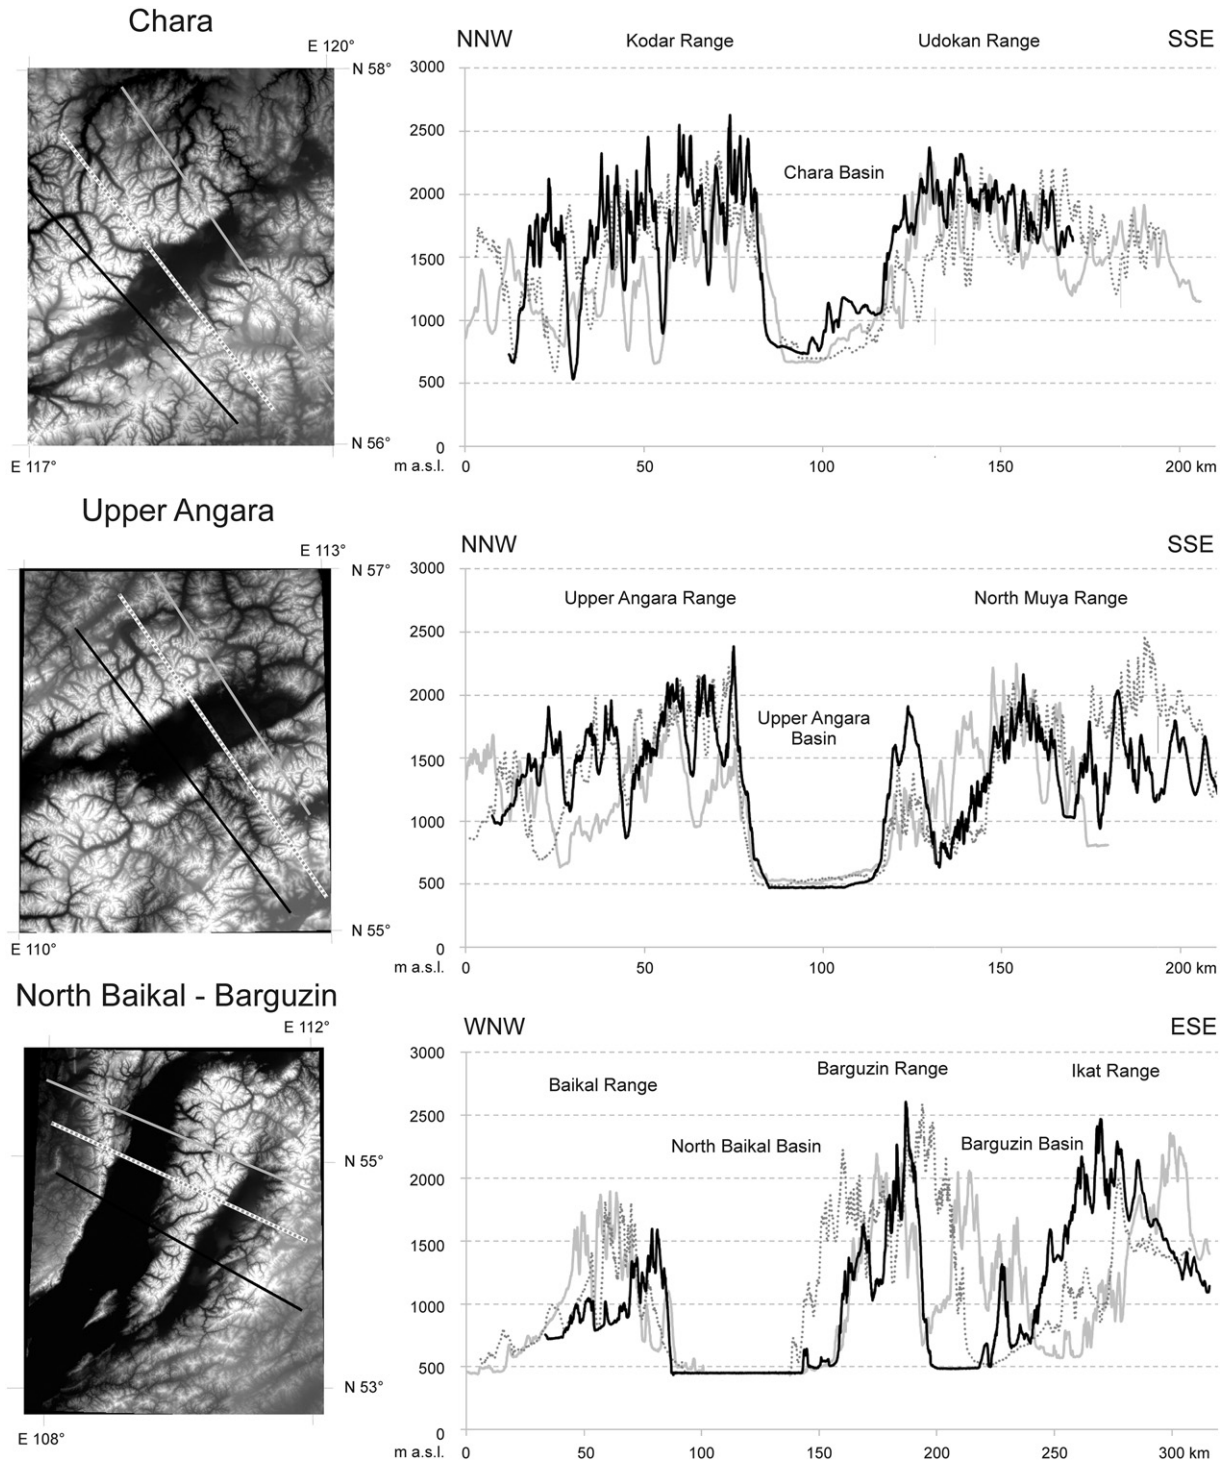 Chara
E 120°
N 58°
N 56°
E 117°
NNW
Kodar Range
Udokan Range
SSE
3000
2500
Chara Basin
2000
1500
1000
500
0
m a.s.l.
0
50
100
150
200 km
Upper Angara
E 113°
N 57°
N 55°
E 110°
NNW
SSE
3000
Upper Angara Range
North Muya Range
2500
2000
Upper Angara
Basin
1500
1000
500
0
m a.s.l.
0
50
100
150
200 km
North Baikal - Barguzin
E 112°
N 55°
N 53°
E 108°
WNW
ESE
3000
Baikal Range
Barguzin Range
Ikat Range
2500
North Baikal Basin
Barguzin Basin
2000
1500
1000
500
0
m a.s.l.
0
50
100
150
200
250
300 km